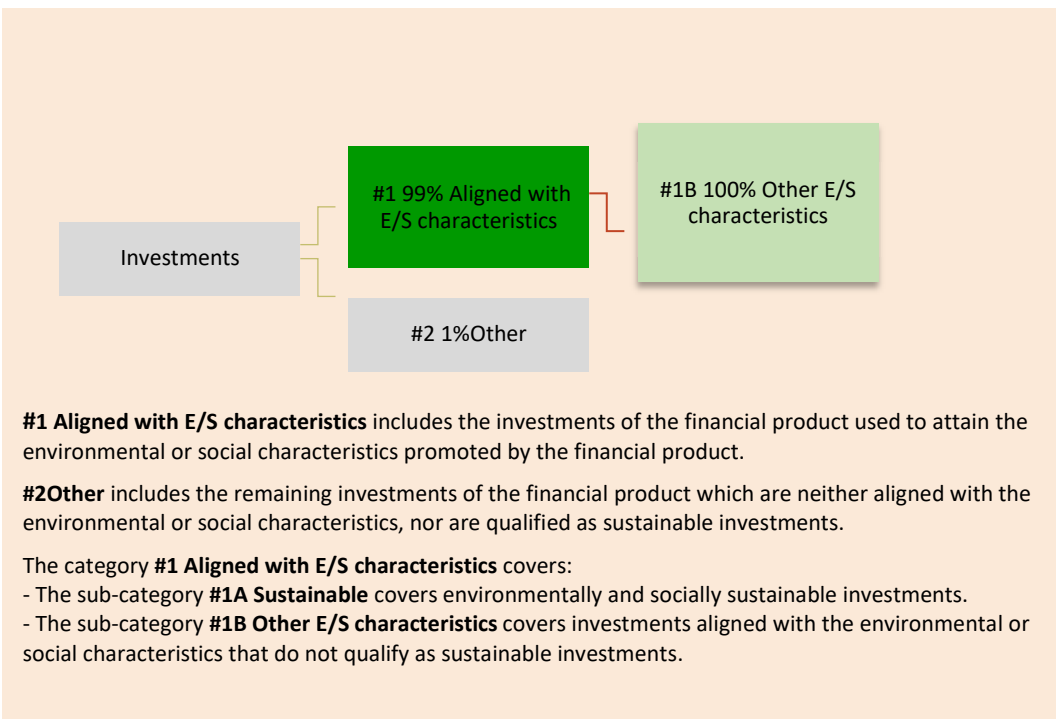 #1 99% Aligned with
E/S characteristics
#1B 100% Other E/S
characteristics
Investments
#2 1%Other
#1 Aligned with E/S characteristics includes the investments of the financial product used to attain the
environmental or social characteristics promoted by the financial product.
#2Other includes the remaining investments of the financial product which are neither aligned with the
environmental or social characteristics, nor are qualified as sustainable investments.
The category #1 Aligned with E/S characteristics covers:
- The sub-category #1A Sustainable covers environmentally and socially sustainable investments.
- The sub-category #1B Other E/S characteristics covers investments aligned with the environmental or
social characteristics that do not qualify as sustainable investments.